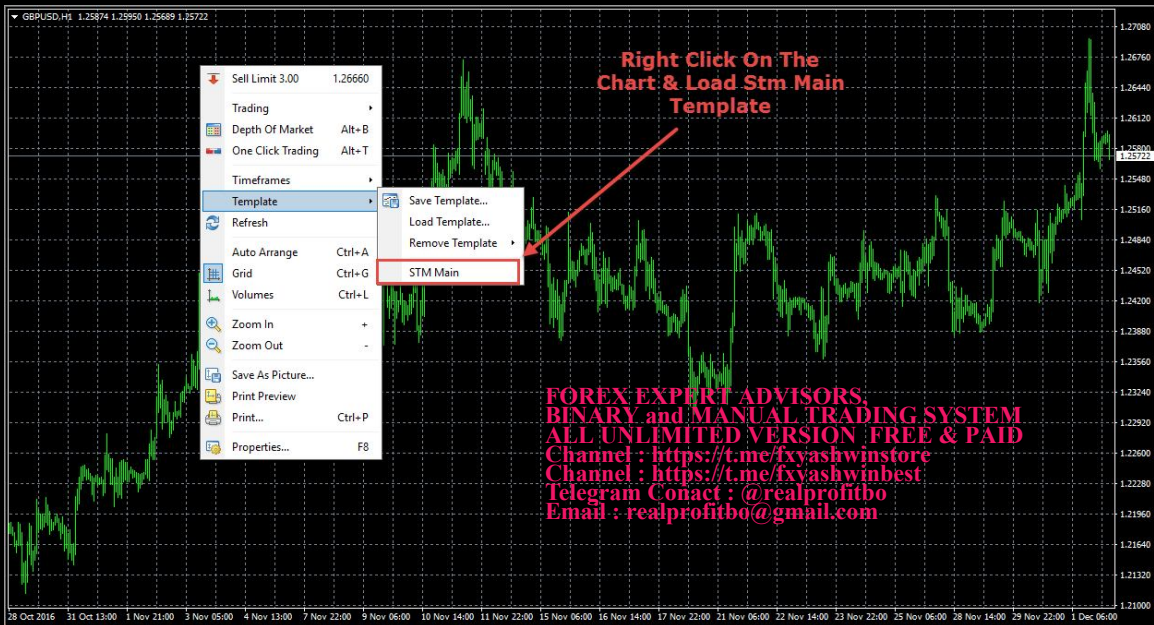 GBPUSD,H1 1.25874 1.25950 1.25689 1.25722
Right Click On The
Chart & Load Stm Main
Template
Sell Limit 3.00 1.26660
Trading
Depth Of Market Alt+B
One Click Trading Alt+T
Timeframes
Template
Refresh
Auto Arrange Ctrl+A
Grid Ctrl+G
Volumes Ctrl+L
Zoom In +
Zoom Out -
Save As Picture...
Print Preview
Print... Ctrl+P
Properties... F8
Save Template...
Load Template...
Remove Template
STM Main
FOREX EXPERT ADVISORS,
BINARY and MANUAL TRADING SYSTEM
ALL UNLIMITED VERSION FREE & PAID
Channel : https://t.me/fxyashwinstore
Channel : https://t.me/fxyashwinbest
Telegram Conact : @realprofitbo
Email : realprofitbo@gmail.com
1.27080
1.26760
1.26440
1.26120
1.25800
1.25722
1.25480
1.25160
1.24840
1.24520
1.24200
1.23880
1.23560
1.23240
1.22920
1.22600
1.22280
1.21960
1.21640
1.21320
1.21000
28 Oct 2016 31 Oct 13:00 1 Nov 21:00 3 Nov 05:00 4 Nov 13:00 7 Nov 22:00 9 Nov 06:00 10 Nov 14:00 11 Nov 22:00 15 Nov 06:00 16 Nov 14:00 17 Nov 22:00 21 Nov 06:00 22 Nov 14:00 23 Nov 22:00 25 Nov 06:00 28 Nov 14:00 29 Nov 22:00 1 Dec 06:00